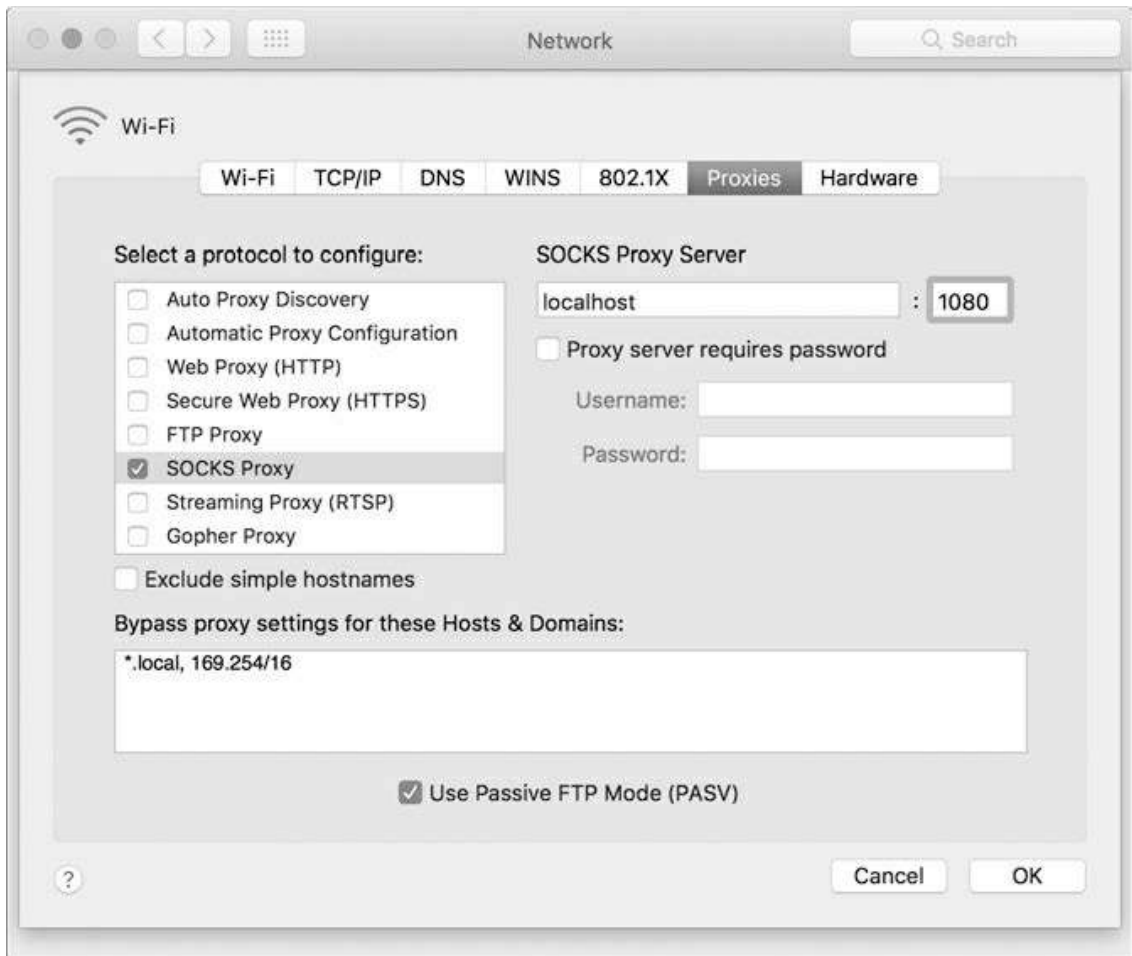 Network
Search
Wi-Fi
Wi-Fi TCP/IP DNS WINS 802.1X Proxies Hardware
Select a protocol to configure:
Auto Proxy Discovery
Automatic Proxy Configuration
Web Proxy (HTTP)
Secure Web Proxy (HTTPS)
FTP Proxy
SOCKS Proxy
Streaming Proxy (RTSP)
Gopher Proxy
Exclude simple hostnames
SOCKS Proxy Server
localhost : 1080
Proxy server requires password
Username:
Password:
Bypass proxy settings for these Hosts & Domains:
*.local, 169.254/16
Use Passive FTP Mode (PASV)
?
Cancel OK